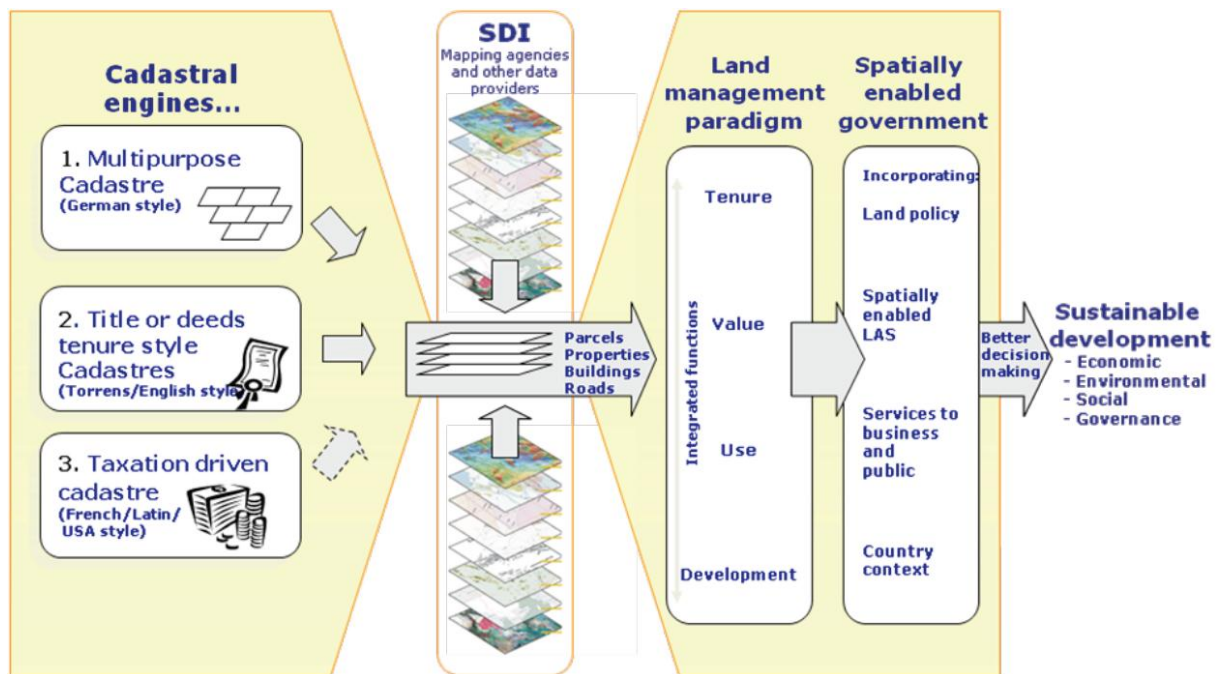 Cadastral
engines...
1. Multipurpose
Cadastre
(German style)
2. Title or deeds
tenure style
Cadastres
(Torrens/English style
3. Taxation driven
cadastre
(French/Latin/
USA style)
SDI
Mapping agencies
and other data
providers
Parcels
Properties
Buildings
Roads
Land
management
paradigm
Integrated functions
Tenure
Value
Use
Development
Spatially
enabled
government
Incorporating:
Land policy
Spatially
enabled
LAS
Services to
business
and
public
Country
context
Better
decision
making
Sustainable
development
- Economic
- Environmental
- Social
- Governance